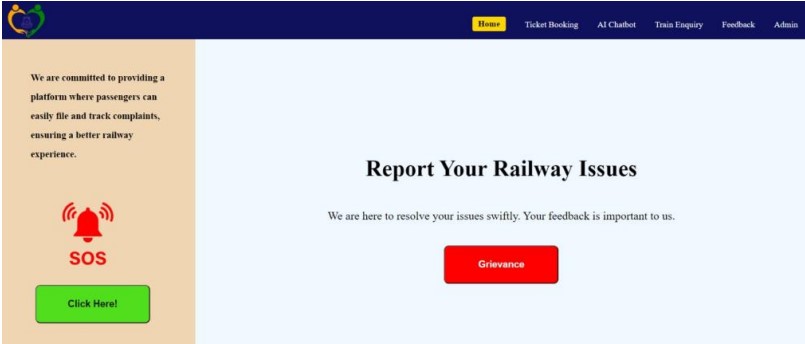 Home Ticket Booking AI Chatbot Train Enquiry Feedback Admin
We are committed to providing a
platform where passengers can
easily file and track complaints,
ensuring a better railway
experience.
SOS
Click Here!
Report Your Railway Issues
We are here to resolve your issues swiftly. Your feedback is important to us.
Grievance